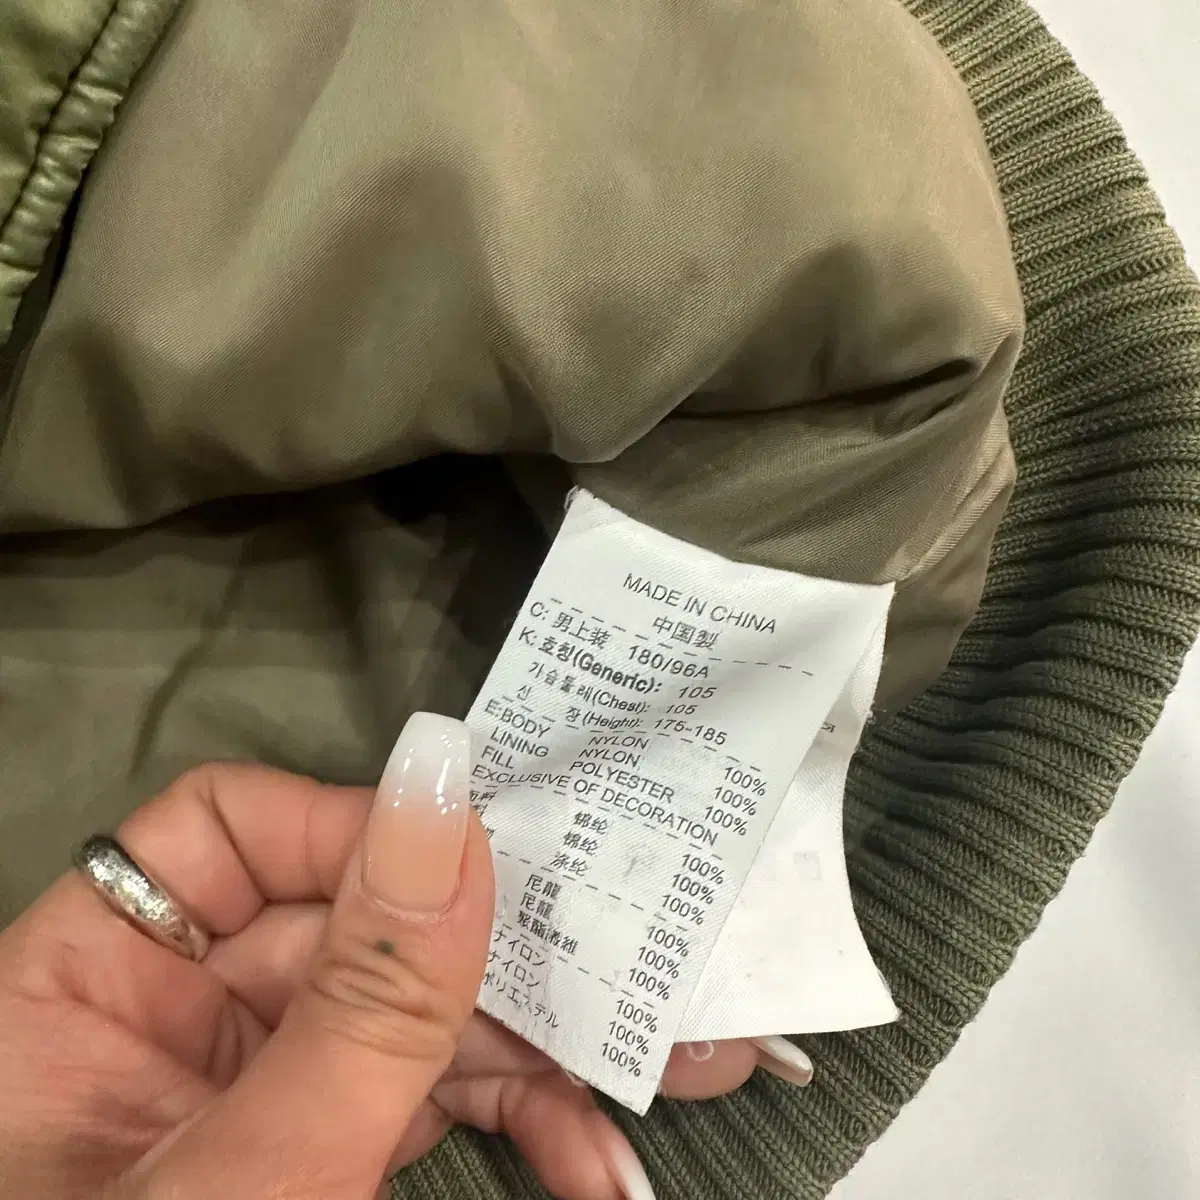 MADE IN CHINA
中国製
C: 男上装 180/96A
K: 호칭(Generic): 105
가슴둘레(Chest): 105
신 장(Height): 175-185
E:BODY NYLON 100%
LINING NYLON 100%
FILL POLYESTER 100%
EXCLUSIVE OF DECORATION
锦纶 100%
锦纶 100%
涤纶 100%
尼龍 100%
尼龍 100%
聚酯纖維 100%
ナイロン 100%
ナイロン 100%
ポリエステル 100%